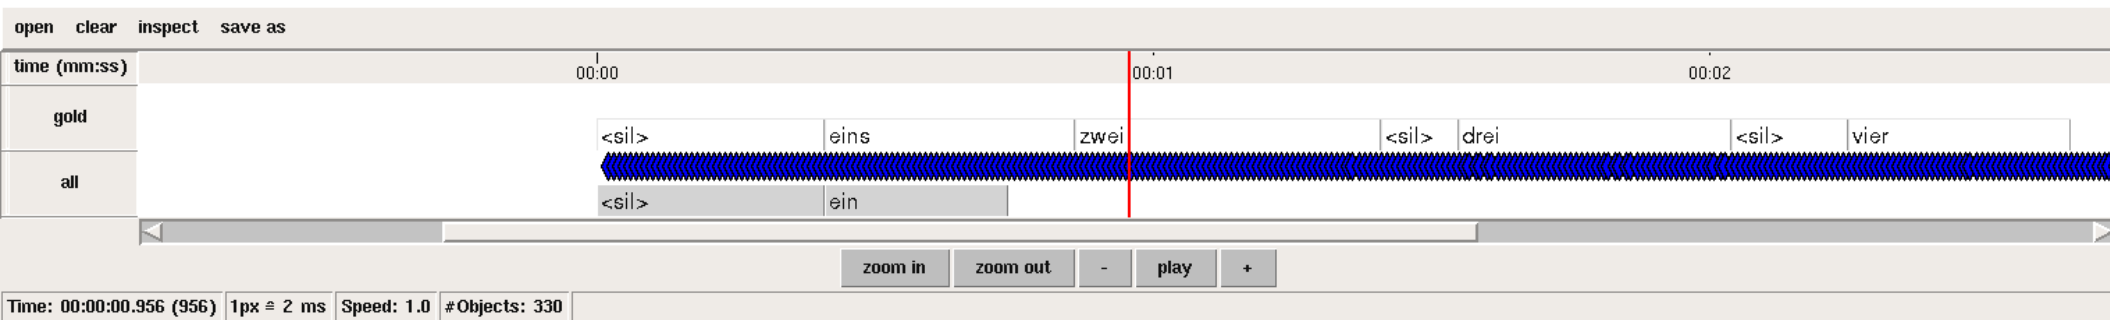 open clear inspect save as
time (mm:ss) 00:00 00:01 00:02
gold <sil> eins zwei <sil> drei <sil> vier
all <sil> ein
zoom in zoom out - play +
Time: 00:00:00.956 (956) 1px ≘ 2 ms Speed: 1.0 #Objects: 330